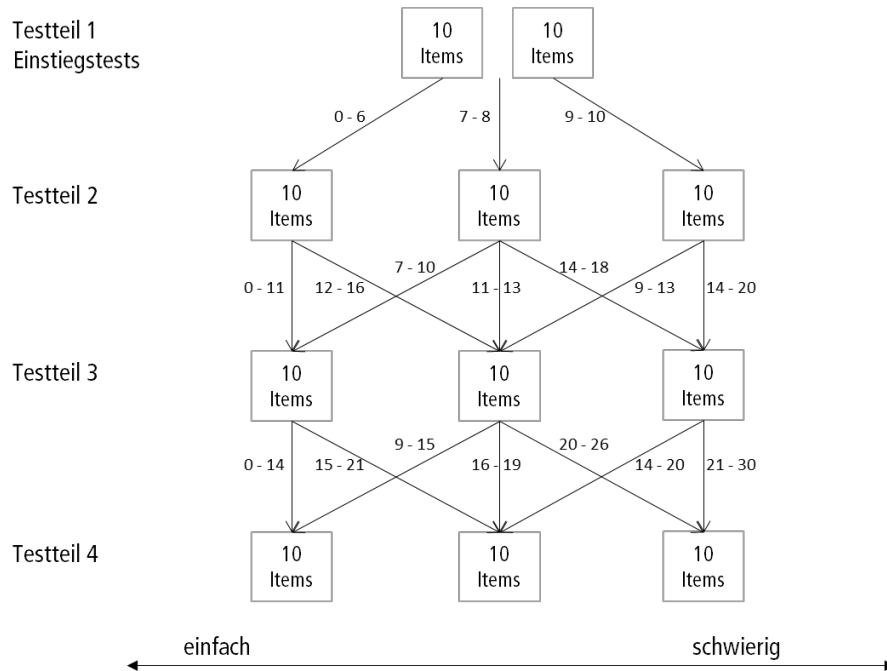 Testteil 1
Einstiegstests
10
Items
10
Items
0 - 6
7 - 8
9 - 10
Testteil 2
10
Items
10
Items
10
Items
0 - 11
12 - 16
7 - 10
11 - 13
14 - 18
9 - 13
14 - 20
Testteil 3
10
Items
10
Items
10
Items
0 - 14
15 - 21
9 - 15
16 - 19
20 - 26
14 - 20
21 - 30
Testteil 4
10
Items
10
Items
10
Items
einfach
schwierig